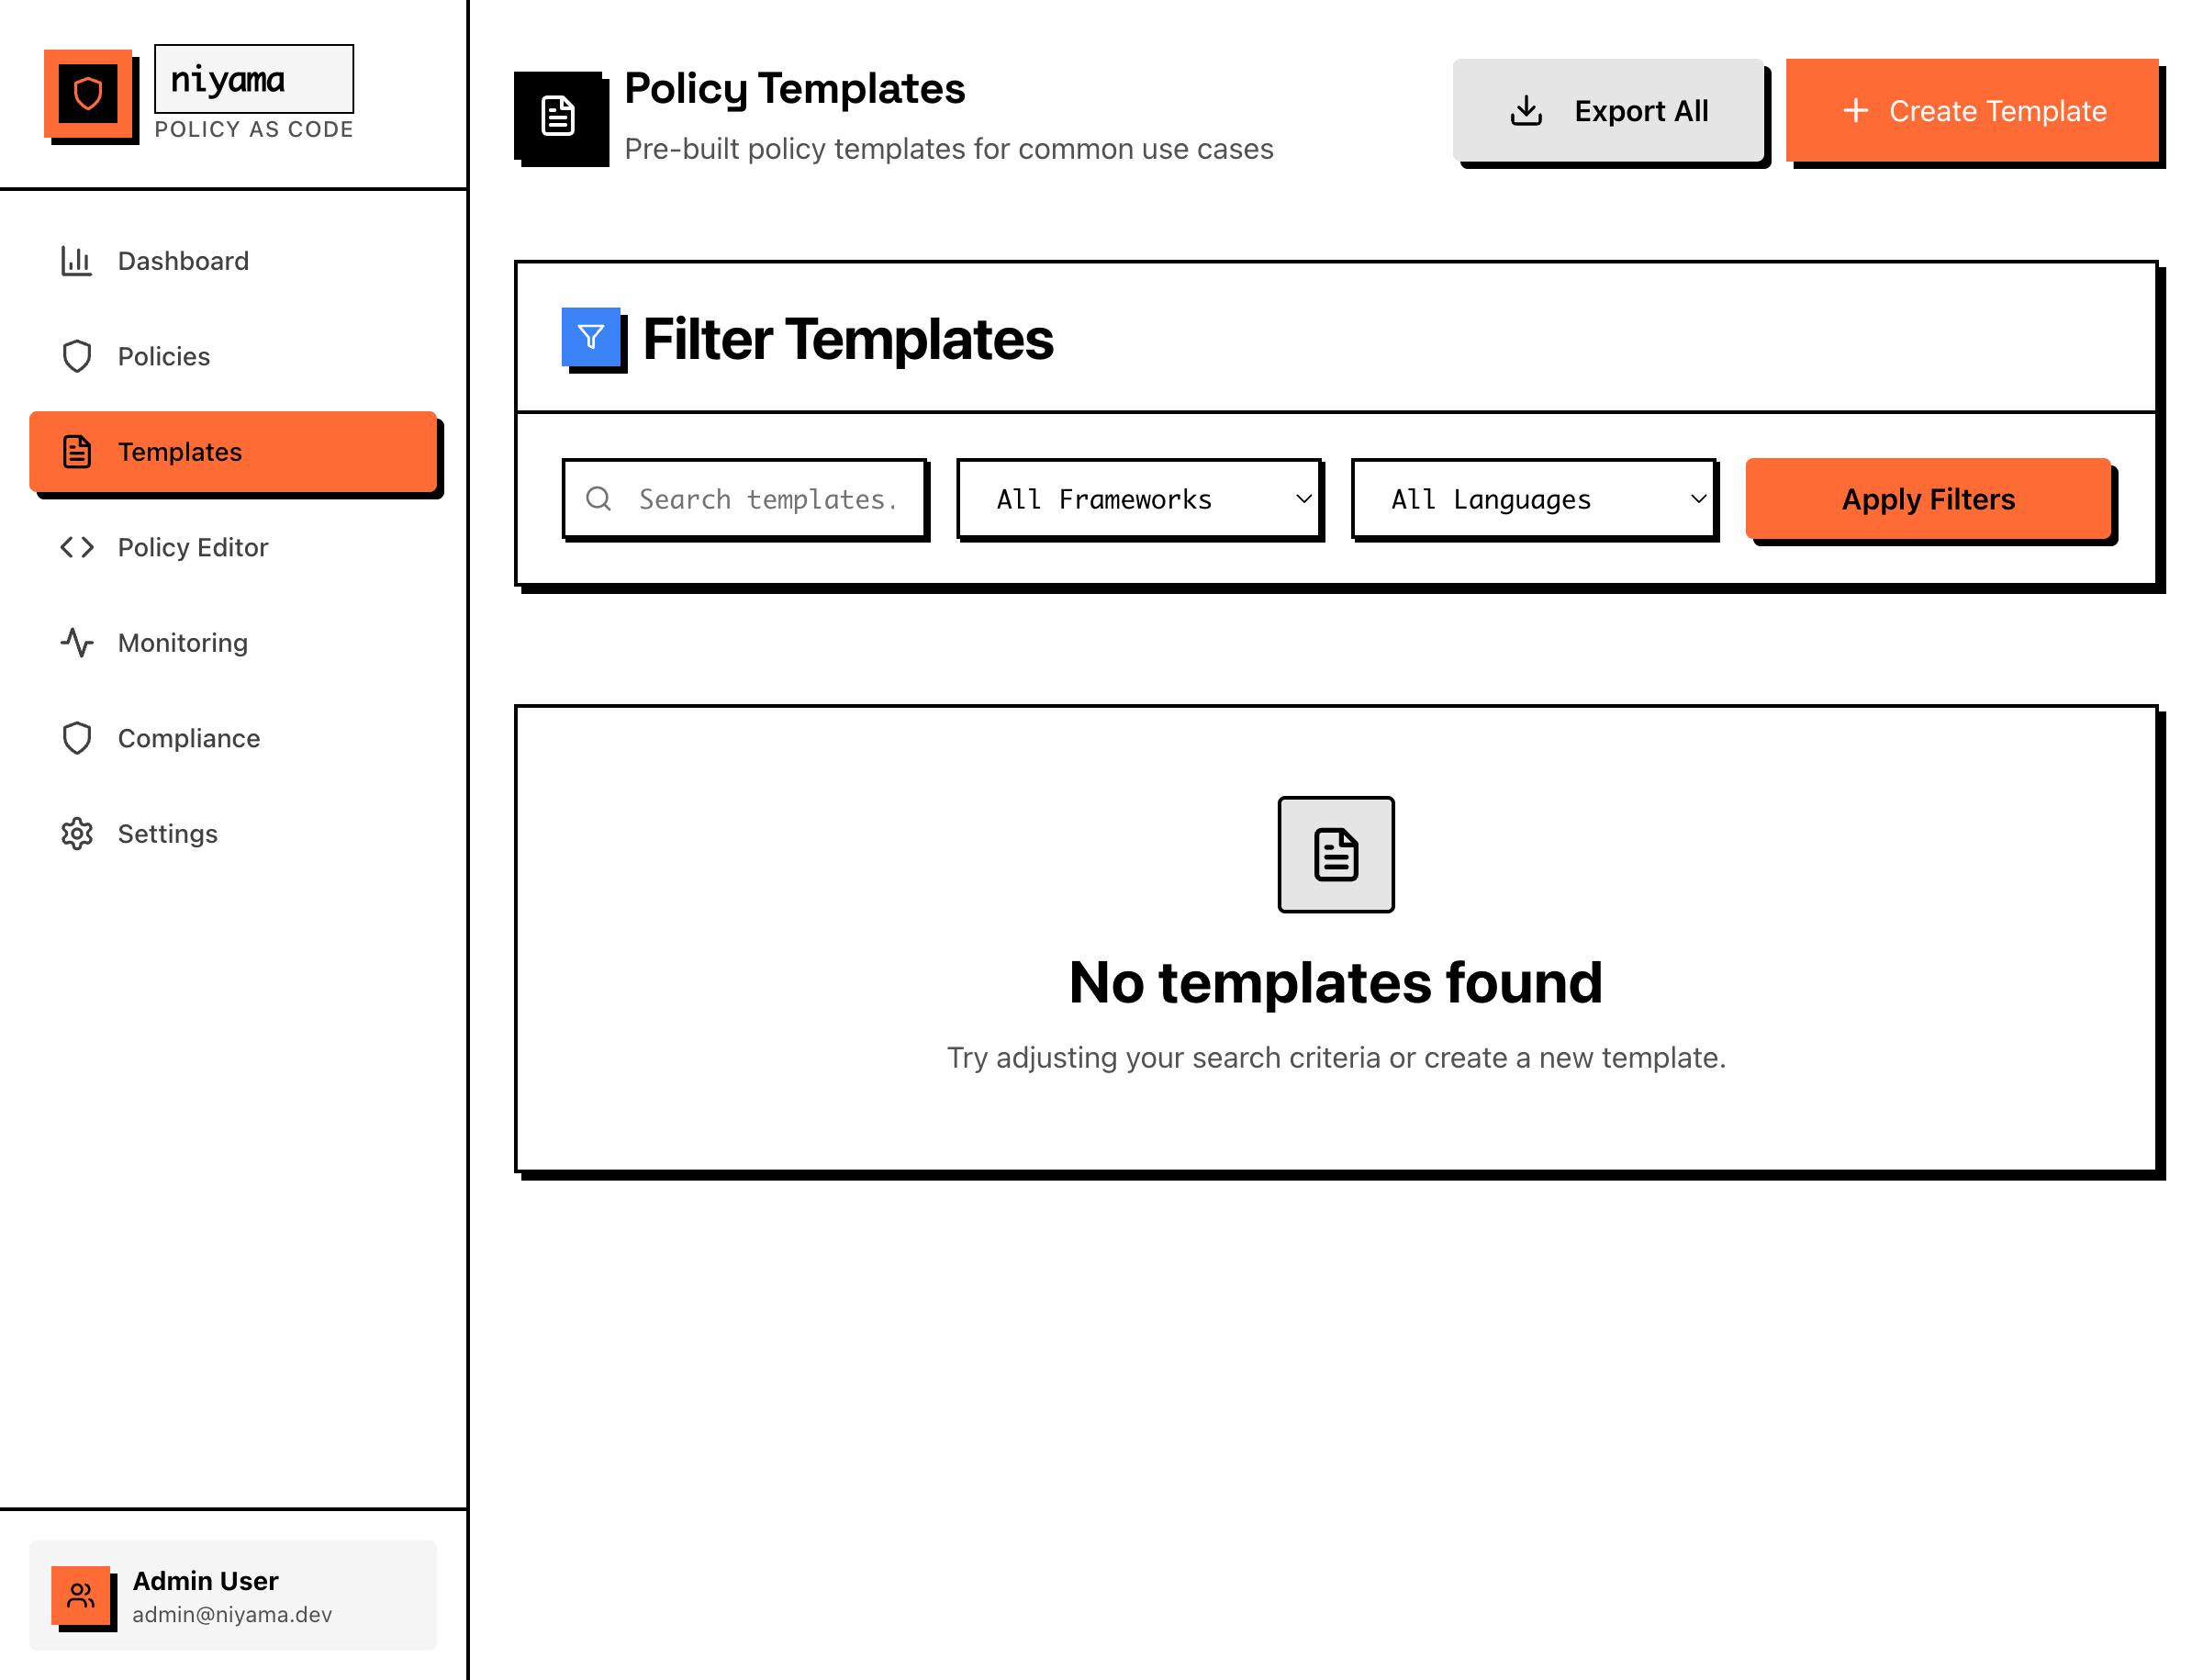 niyama
POLICY AS CODE
Dashboard
Policies
Templates
Policy Editor
Monitoring
Compliance
Settings
Admin User
admin@niyama.dev
Policy Templates
Pre-built policy templates for common use cases
Export All
Create Template
Filter Templates
Search templates.
All Frameworks
All Languages
Apply Filters
No templates found
Try adjusting your search criteria or create a new template.